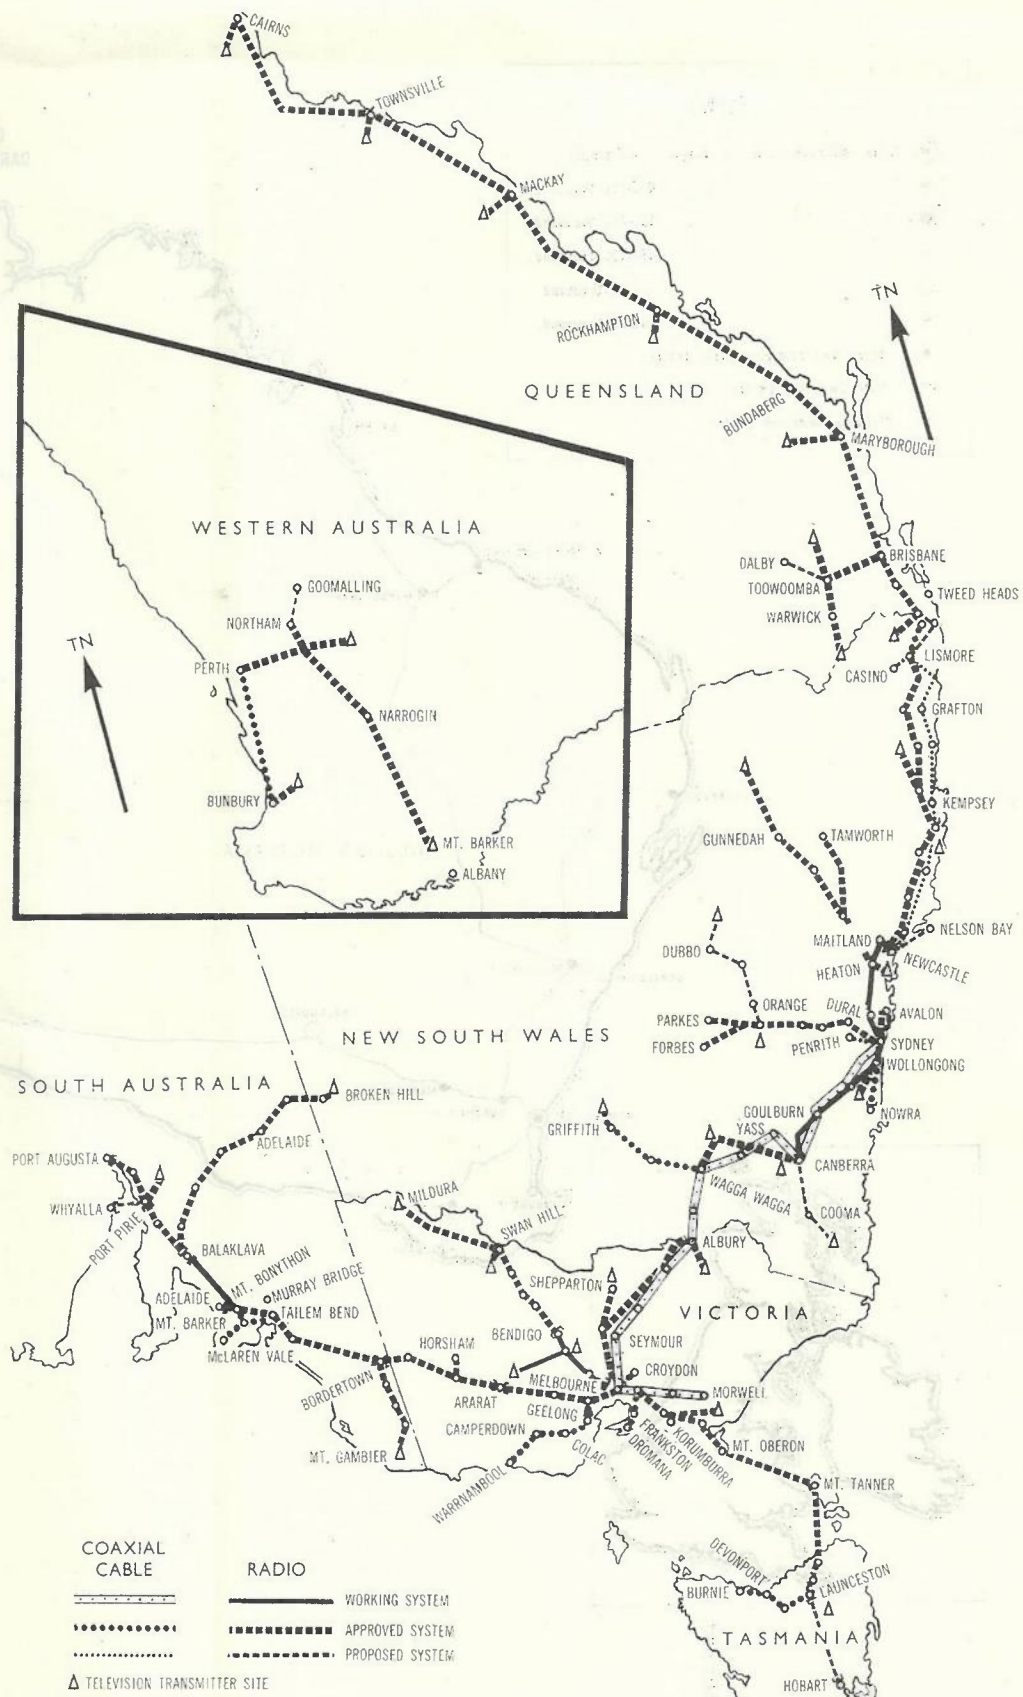 CAIRNS
TOWNSVILLE
MACKAY
TN
ROCKHAMPTON
QUEENSLAND
BUNDABERG
MARYBOROUGH
WESTERN AUSTRALIA
BRISBANE
DALBY
TOOWOOMBA
TWEED HEADS
GOOMALLING
NORTHAM
WARWICK
TN
PERTH
LISMORE
CASINO
NARROGIN
GRAFTON
BUNBURY
KEMPSEY
GUNNEDAH
TAMWORTH
MT. BARKER
ALBANY
NELSON BAY
MAITLAND
DUBBO
NEWCASTLE
HEATON
ORANGE
DURAL
AVALON
PARKES
NEW SOUTH WALES
PENRITH
SYDNEY
FORBES
WOLLONGONG
SOUTH AUSTRALIA
BROKEN HILL
GOULBURN
NOWRA
YASS
GRIFFITH
ADELAIDE
PORT AUGUSTA
CANBERRA
WAGGA WAGGA
MILDURA
WHYALLA
PORT PIRIE
COOMA
SWAN HILL
ALBURY
BALAKLAVA
SHEPPARTON
MT. BONYTHON
MURRAY BRIDGE
ADELAIDE
TAILEM BEND
VICTORIA
MT. BARKER
BENDIGO
SEYMOUR
HORSHAM
McLAREN VALE
CROYDON
MELBOURNE
BORDERTOWN
ARARAT
MORWELL
GEELONG
CAMPERDOWN
FRANKSTON
KORUMBURRA
DROMANA
COLAC
MT. OBERON
MT. GAMBIER
WARRNAMBOOL
MT. TANNER
DEVONPORT
BURNIE
LAUNCESTON
TASMANIA
HOBART
COAXIAL
CABLE
RADIO
WORKING SYSTEM
APPROVED SYSTEM
PROPOSED SYSTEM
TELEVISION TRANSMITTER SITE